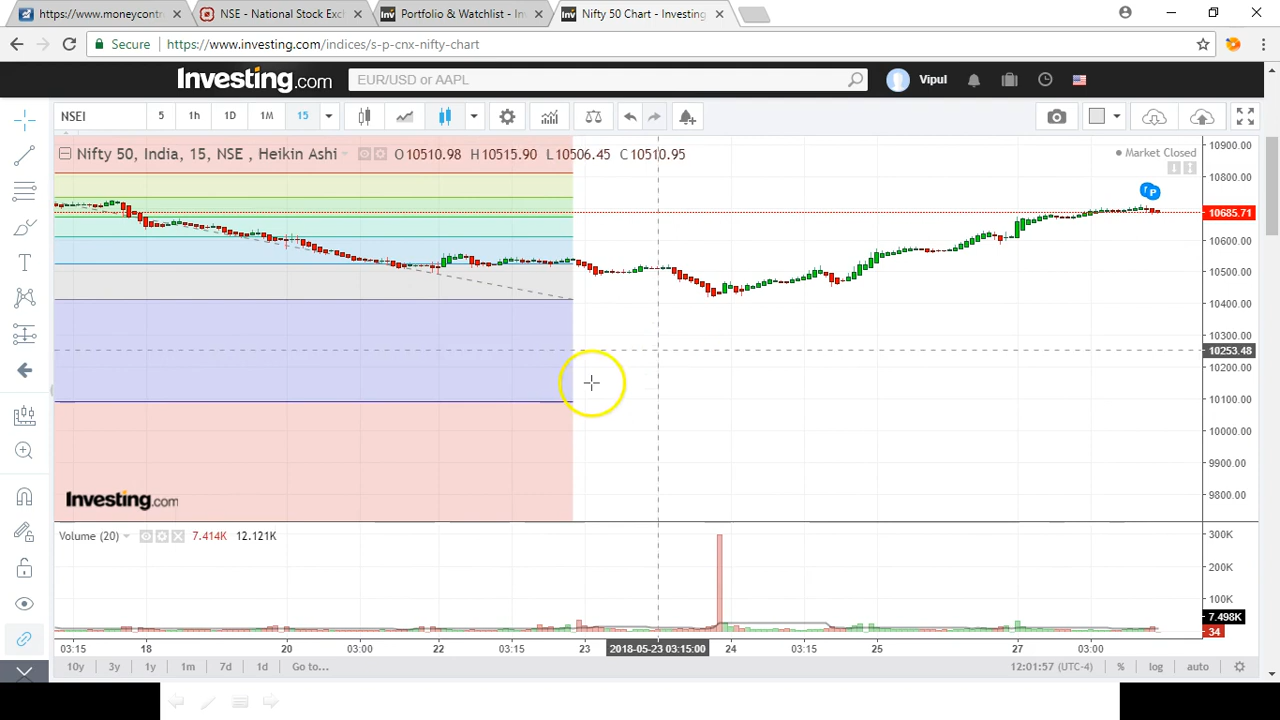 https://www.moneycontr
NSE - National Stock Exch
Portfolio & Watchlist - In
Nifty 50 Chart - Investing
Secure
https://www.investing.com/indices/s-p-cnx-nifty-chart
Investing.com
EUR/USD or AAPL
Vipul
NSEI
5
1h
1D
1M
15
Nifty 50, India, 15, NSE , Heikin Ashi
O10510.98 H10515.90 L10506.45 C10510.95
Market Closed
10900.00
10800.00
10685.71
10600.00
10500.00
10400.00
10300.00
10253.48
10200.00
10100.00
10000.00
9900.00
9800.00
P
Investing.com
Volume (20)
7.414K 12.121K
300K
200K
100K
7.498K
34
03:15
18
20
03:00
22
03:15
23
2018-05-23 03:15:00
24
03:15
25
27
03:00
10y
3y
1y
1m
7d
1d
Go to...
12:01:57 (UTC-4)
%
log
auto